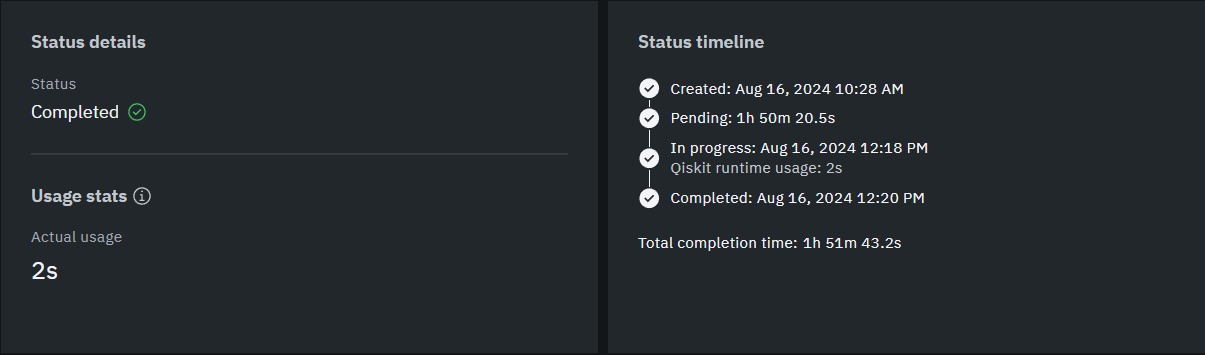 Status details
Status
Completed
Usage stats
Actual usage
2s
Status timeline
Created: Aug 16, 2024 10:28 AM
Pending: 1h 50m 20.5s
In progress: Aug 16, 2024 12:18 PM
Qiskit runtime usage: 2s
Completed: Aug 16, 2024 12:20 PM
Total completion time: 1h 51m 43.2s